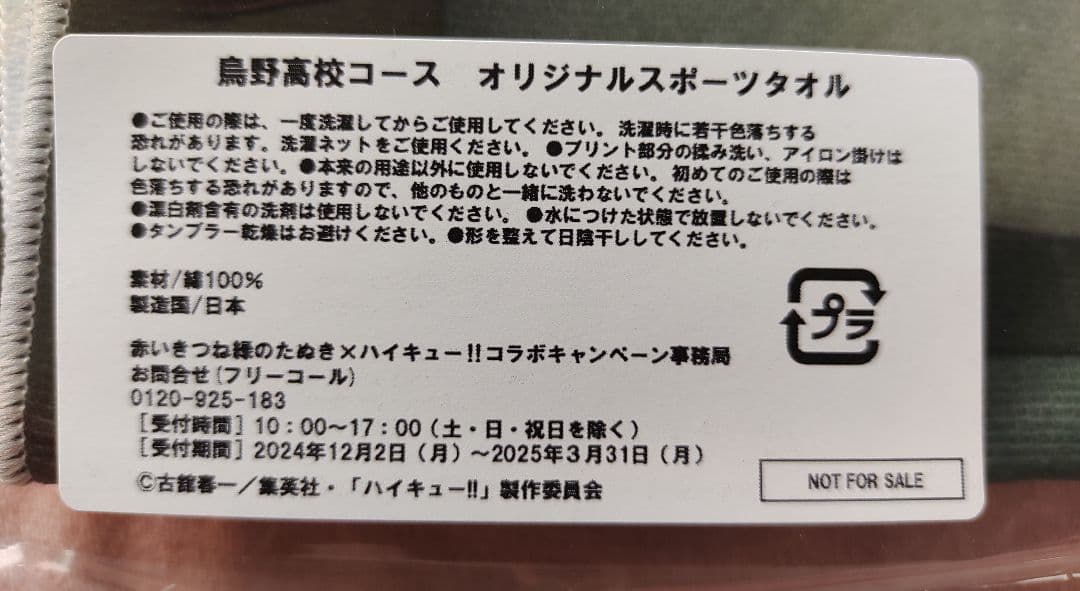 烏野高校コース　オリジナルスポーツタオル
●ご使用の際は、一度洗濯してからご使用してください。洗濯時に若干色落ちする
恐れがあります。洗濯ネットをご使用ください。●プリント部分の揉み洗い、アイロン掛けは
しないでください。●本来の用途以外に使用しないでください。初めてのご使用の際は
色落ちする恐れがありますので、他のものと一緒に洗わないでください。
●漂白剤含有の洗剤は使用しないでください。●水につけた状態で放置しないでください。
●タンブラー乾燥はお避けください。●形を整えて日陰干ししてください。
素材/綿100%
製造国/日本
プラ
赤いきつね緑のたぬき×ハイキュー!!コラボキャンペーン事務局
お問合せ(フリーコール)
0120-925-183
［受付時間］10：00〜17：00（土・日・祝日を除く）
［受付期間］2024年12月2日（月）〜2025年3月31日（月）
©古舘春一／集英社・「ハイキュー!!」製作委員会
NOT FOR SALE